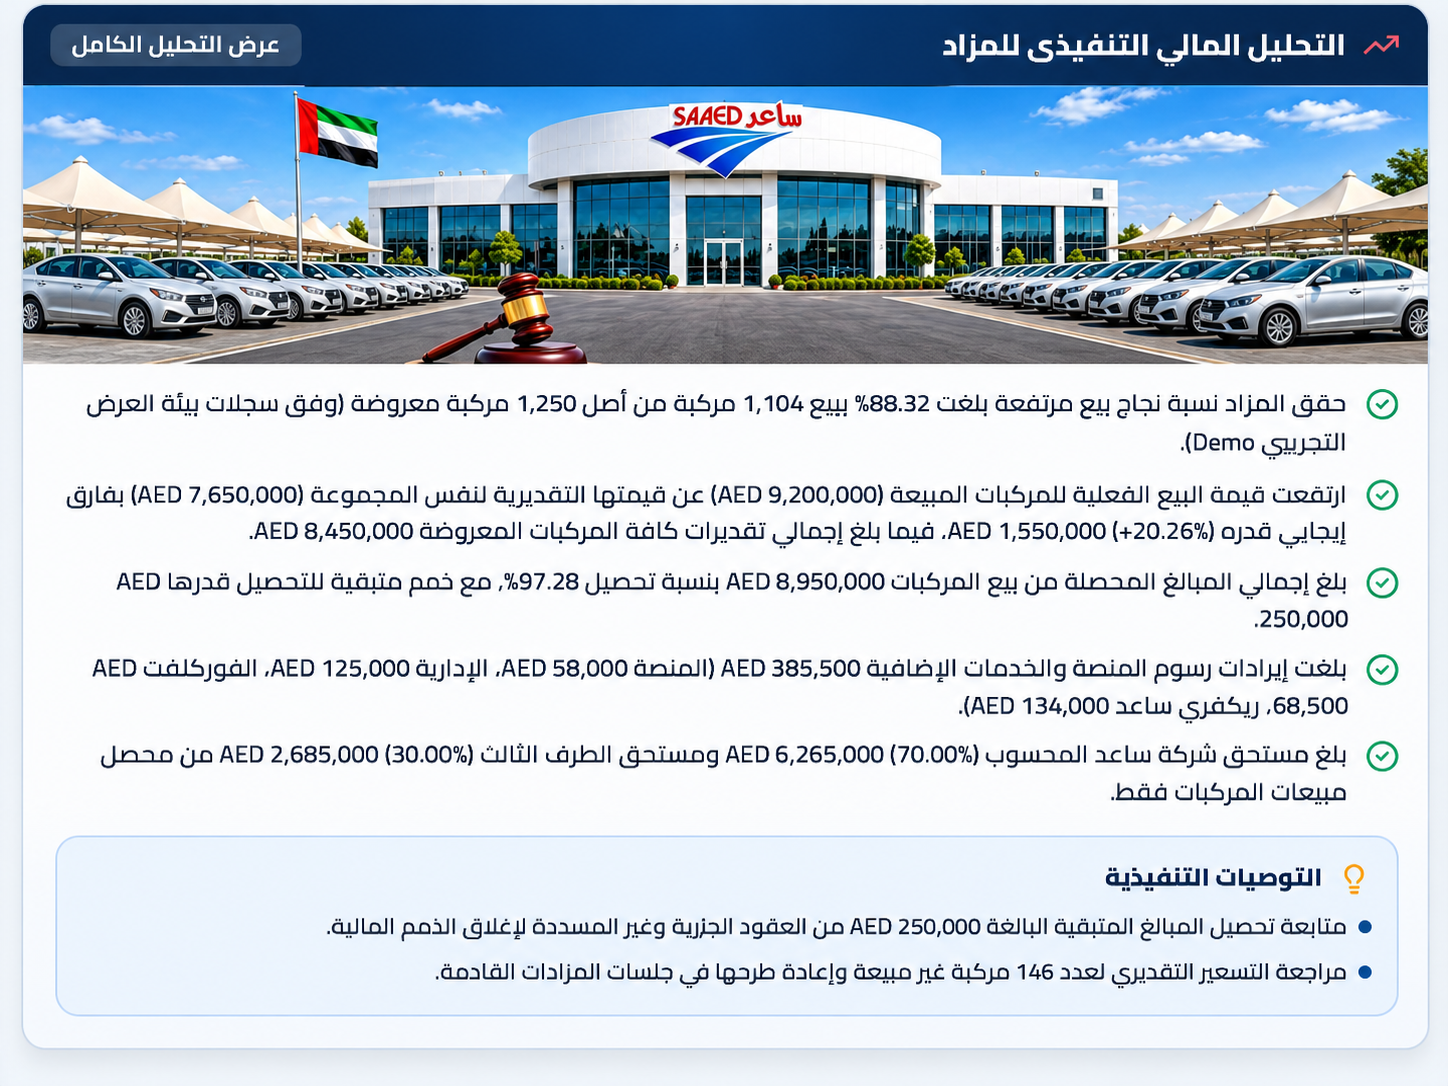 التحليل المالي التنفيذى للمزاد
عرض التحليل الكامل
SAAED ساعد
حقق المزاد نسبة نجاج بيع مرتفعة بلغت 88.32% ببيع 1,104 مركبة من أصل 1,250 مركبة معروضة (وفق سجلات بيئة العرض
التجريبي Demo).
ارتقعت قيمة البيع الفعلية للمركبات المبيعة (AED 9,200,000) عن قيمتها التقديرية لنفس المجموعة (AED 7,650,000) بفارق
إيجايي قدره AED 1,550,000 (+20.26%)، فيما بلغ إجمالي تقديرات كافة المركبات المعروضة AED 8,450,000.
بلغ إجمالي المبالغ المحصلة من بيع المركبات AED 8,950,000 بنسبة تحصيل 97.28%, مع خمم متبقية للتحصيل قدرها AED
250,000.
بلغت إيرادات رسوم المنصة والخدمات الإضافية AED 385,500 (المنصة AED 58,000، الإدارية AED 125,000، الفوركلفت AED
68,500، ريكفري ساعد AED 134,000).
بلغ مستحق شركة ساعد المحسوب AED 6,265,000 (70.00%) ومستحق الطرف الثالث AED 2,685,000 (30.00%) من محصل
مبيعات المركبات فقط.
التوصيات التنفيذية
متابعة تحصيل المبالغ المتبقية البالغة AED 250,000 من العقود الجزرية وغير المسددة لإغلاق الذمم المالية.
مراجعة التسعير التقديري لعدد 146 مركبة غير مبيعة وإعادة طرحها في جلسات المزادات القادمة.